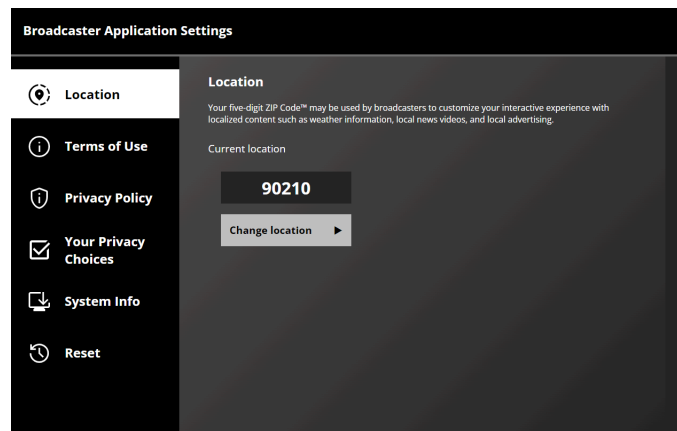 Broadcaster Application Settings
Location
Terms of Use
Privacy Policy
Your Privacy
Choices
System Info
Reset
Location
Your five-digit ZIP Code™ may be used by broadcasters to customize your interactive experience with
localized content such as weather information, local news videos, and local advertising.
Current location
90210
Change location